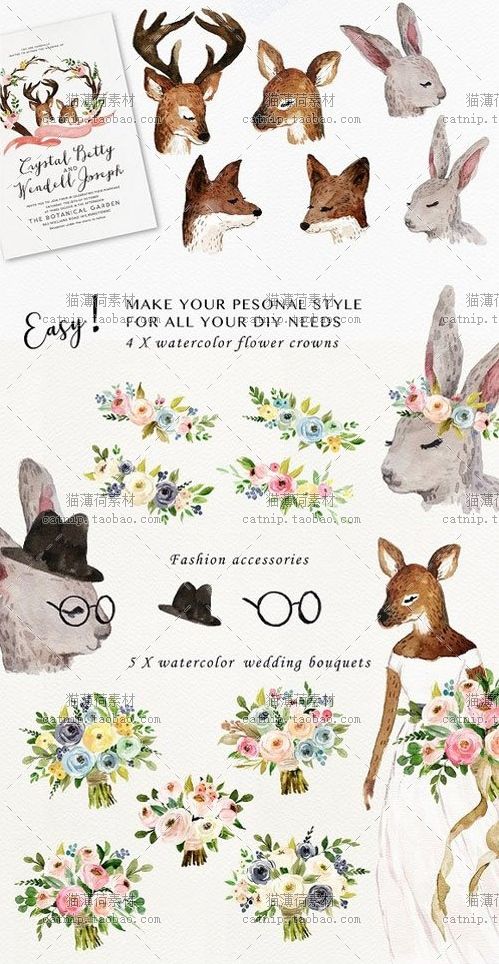 Crystal Betty
AND
Wendell Joseph
THE BOTANICAL GARDEN
Easy!
MAKE YOUR PESONAL STYLE
FOR ALL YOUR DIY NEEDS
4 X watercolor flower crowns
Fashion accessories
5 X watercolor wedding bouquets
猫薄荷素材
catnip.taobao.com